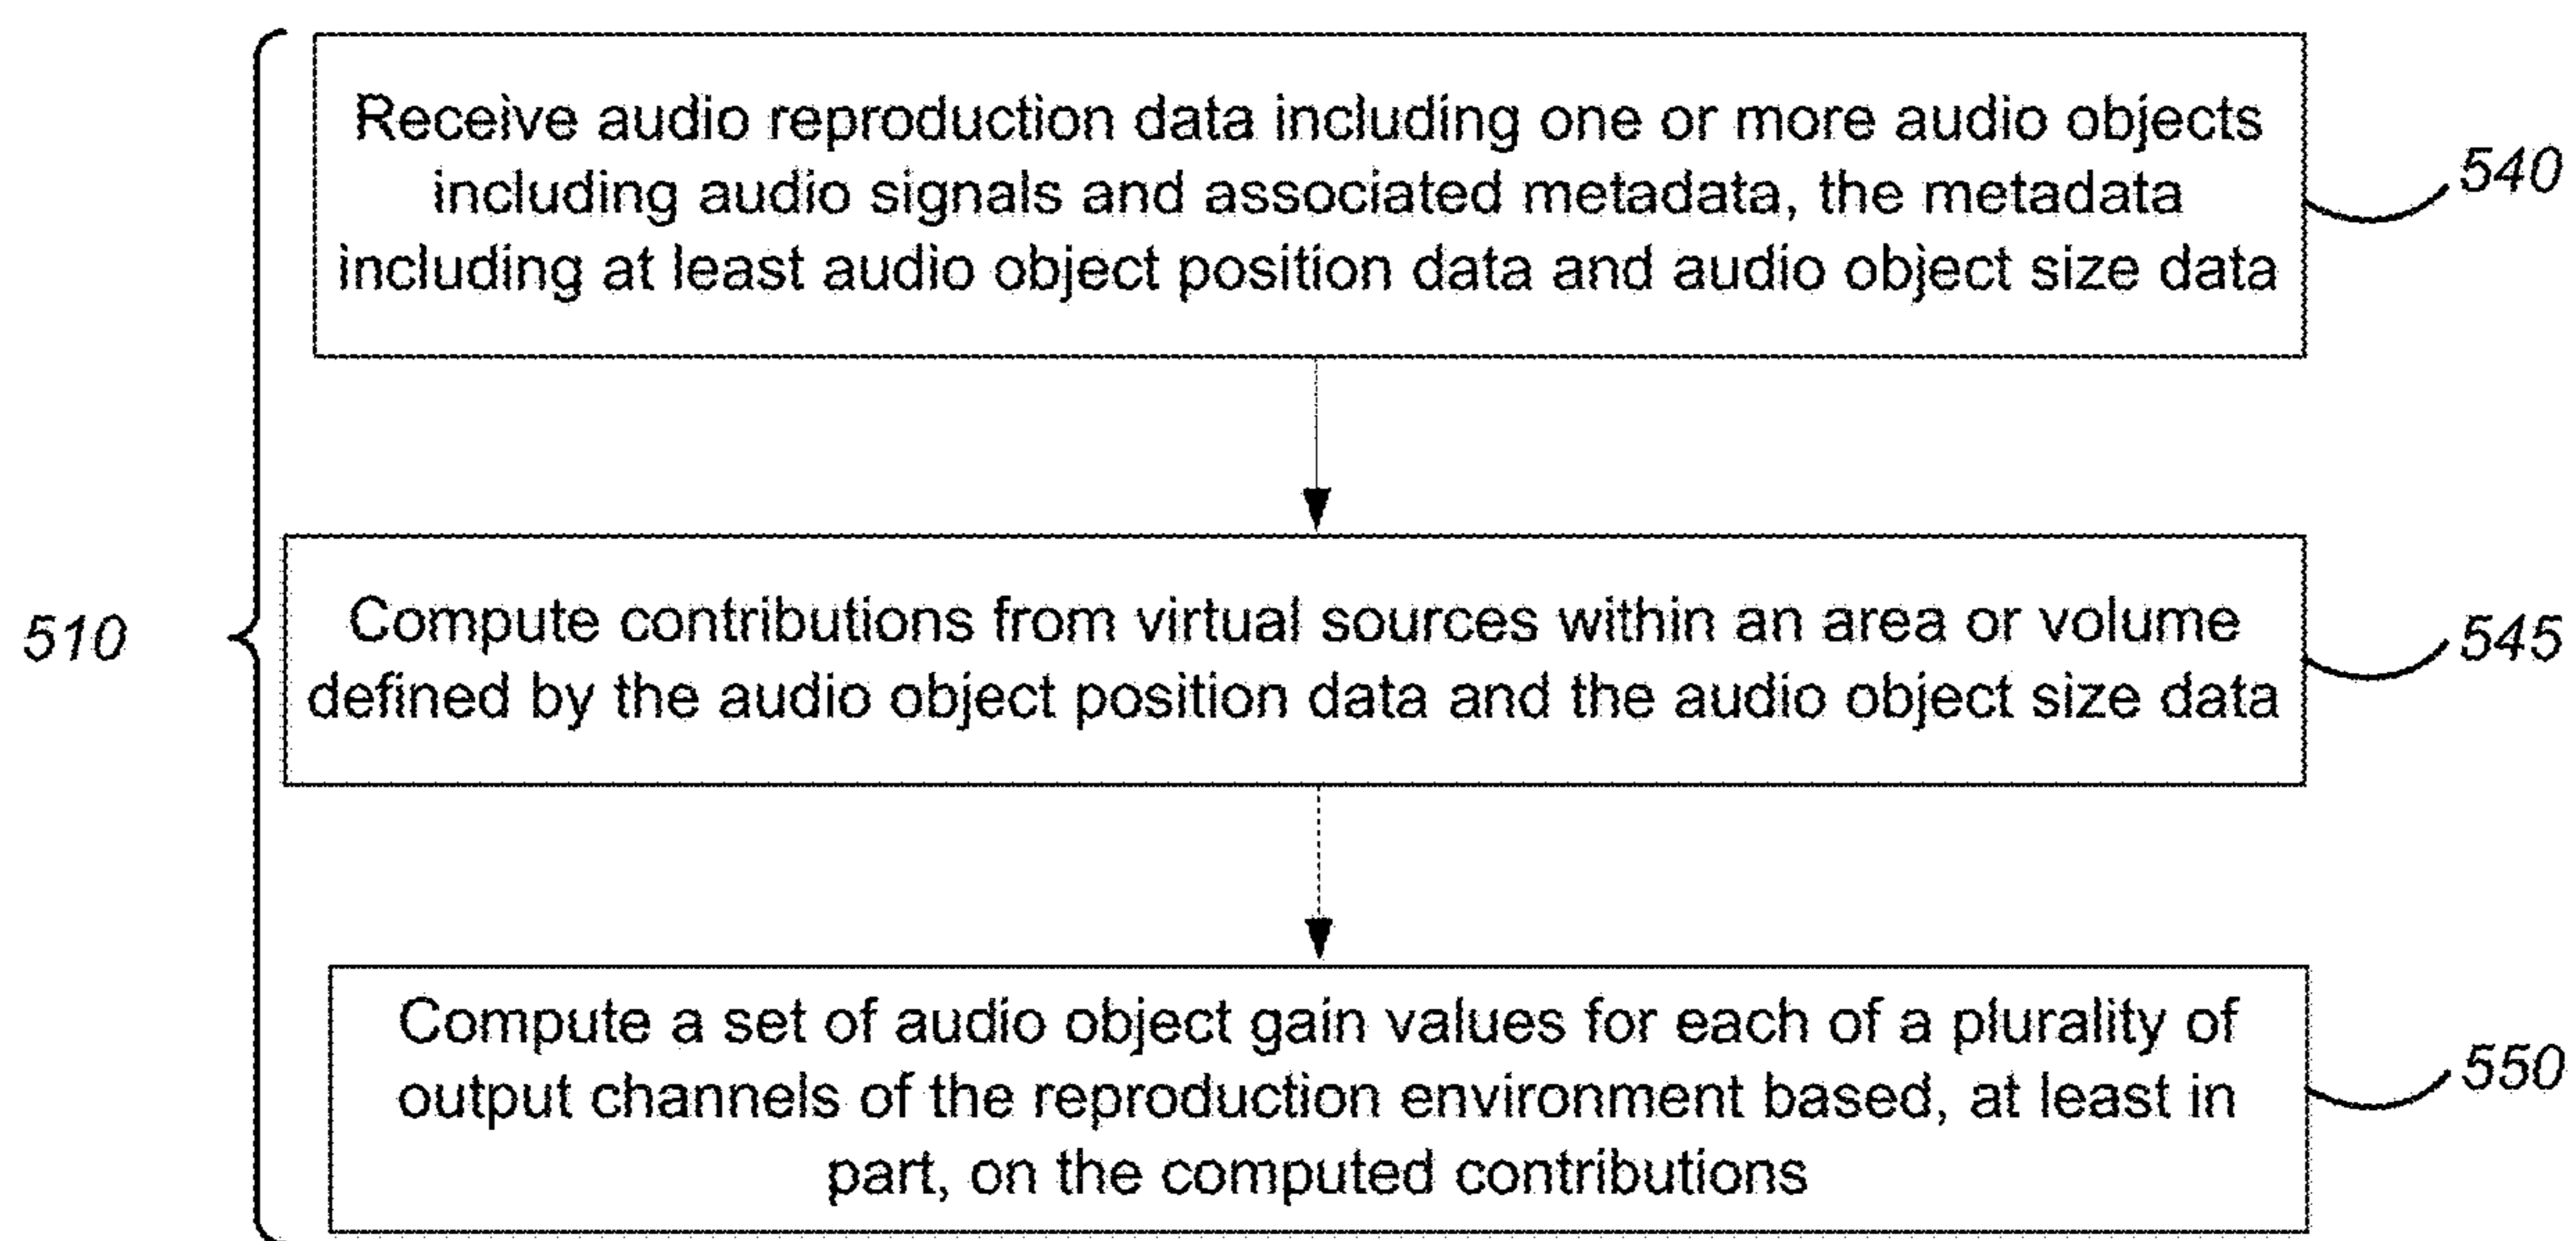 Receive audio reproduction data including one or more audio objects
including audio signals and associated metadata, the metadata
including at least audio object position data and audio object size data
540
510
Compute contributions from virtual sources within an area or volume
defined by the audio object position data and the audio object size data
545
Compute a set of audio object gain values for each of a plurality of
output channels of the reproduction environment based, at least in
part, on the computed contributions
550